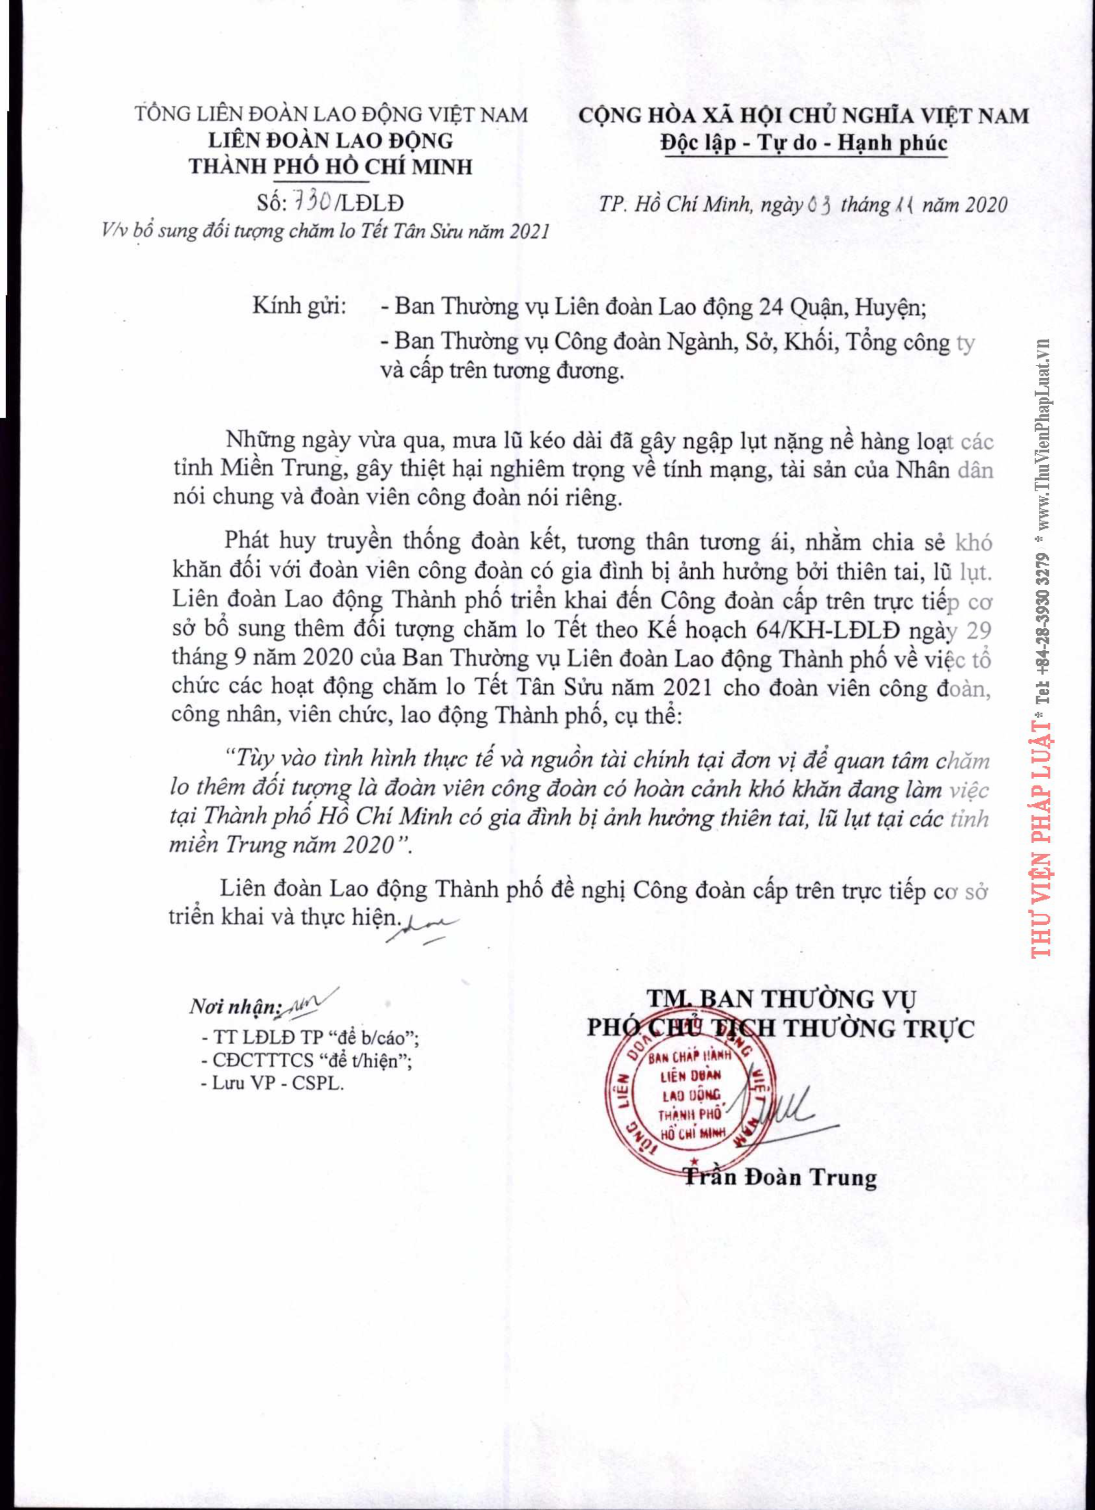 TỔNG LIÊN ĐOÀN LAO ĐỘNG VIỆT NAM
LIÊN ĐOÀN LAO ĐỘNG
THÀNH PHỐ HỒ CHÍ MINH
Số: 730/LĐLĐ
V/v bổ sung đối tượng chăm lo Tết Tân Sửu năm 2021
CỘNG HÒA XÃ HỘI CHỦ NGHĨA VIỆT NAM
Độc lập - Tự do - Hạnh phúc
TP. Hồ Chí Minh, ngày 03 tháng 11 năm 2020
Kính gửi: - Ban Thường vụ Liên đoàn Lao động 24 Quận, Huyện;
- Ban Thường vụ Công đoàn Ngành, Sở, Khối, Tổng công ty
và cấp trên tương đương.
Những ngày vừa qua, mưa lũ kéo dài đã gây ngập lụt nặng nề hàng loạt các
tỉnh Miền Trung, gây thiệt hại nghiêm trọng về tính mạng, tài sản của Nhân dân
nói chung và đoàn viên công đoàn nói riêng.
Phát huy truyền thống đoàn kết, tương thân tương ái, nhằm chia sẻ khó
khăn đối với đoàn viên công đoàn có gia đình bị ảnh hưởng bởi thiên tai, lũ lụt.
Liên đoàn Lao động Thành phố triển khai đến Công đoàn cấp trên trực tiếp cơ
sở bổ sung thêm đối tượng chăm lo Tết theo Kế hoạch 64/KH-LĐLĐ ngày 29
tháng 9 năm 2020 của Ban Thường vụ Liên đoàn Lao động Thành phố về việc tổ
chức các hoạt động chăm lo Tết Tân Sửu năm 2021 cho đoàn viên công đoàn,
công nhân, viên chức, lao động Thành phố, cụ thể:
“Tùy vào tình hình thực tế và nguồn tài chính tại đơn vị để quan tâm chăm
lo thêm đối tượng là đoàn viên công đoàn có hoàn cảnh khó khăn đang làm việc
tại Thành phố Hồ Chí Minh có gia đình bị ảnh hưởng thiên tai, lũ lụt tại các tỉnh
miền Trung năm 2020”.
Liên đoàn Lao động Thành phố đề nghị Công đoàn cấp trên trực tiếp cơ sở
triển khai và thực hiện.
Nơi nhận:
- TT LĐLĐ TP “để b/cáo”;
- CĐCTTTCS “để t/hiện”;
- Lưu VP - CSPL.
TM. BAN THƯỜNG VỤ
PHÓ CHỦ TỊCH THƯỜNG TRỰC
TỔNG LIÊN ĐOÀN LAO ĐỘNG VIỆT NAM
BAN CHẤP HÀNH
LIÊN ĐOÀN
LAO ĐỘNG
THÀNH PHỐ
HỒ CHÍ MINH
Trần Đoàn Trung
THƯ VIỆN PHÁP LUẬT * Tel: +84-28-3930 3279 * www.ThuVienPhapLuat.vn